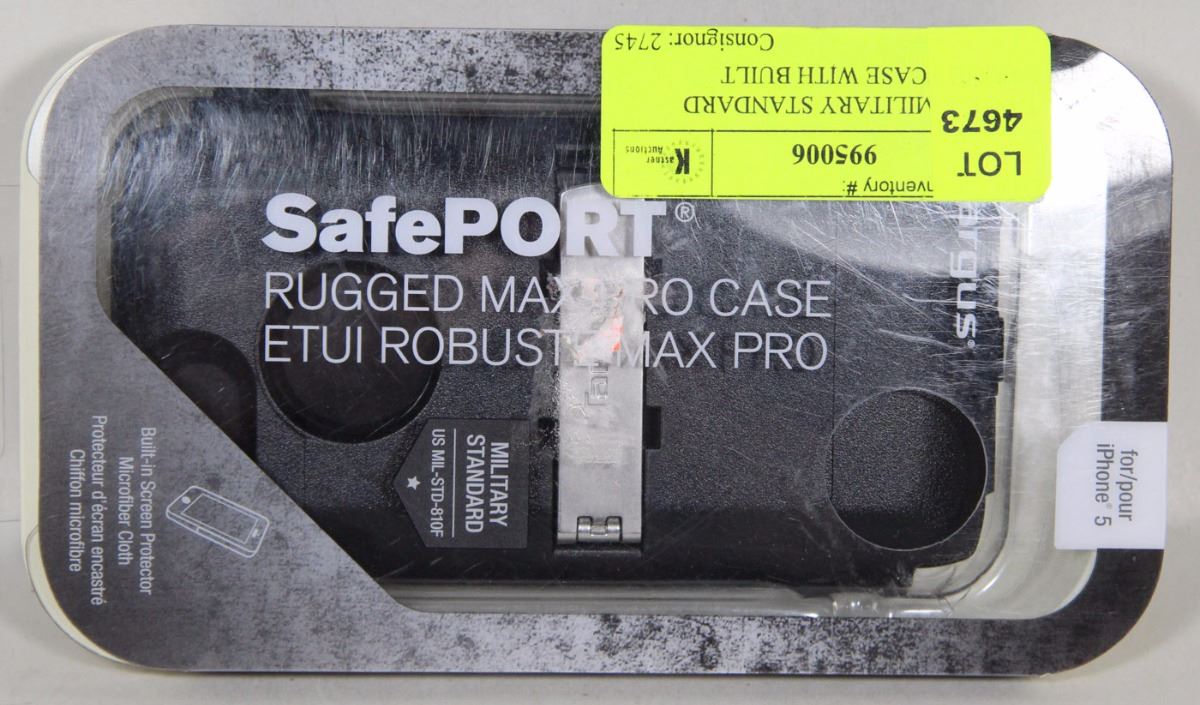 SafePORT®
RUGGED MAX PRO CASE
ETUI ROBUSTE MAX PRO
MILITARY
STANDARD
US MIL-STD-810F
Built-in Screen Protector
Microfiber Cloth
Protecteur d'écran encastré
Chiffon microfibre
for/pour
iPhone® 5
argus®
LOT
4673
nventory #:
995006
Kastner
Auctions
MILITARY STANDARD
CASE WITH BUILT
Consignor: 2745